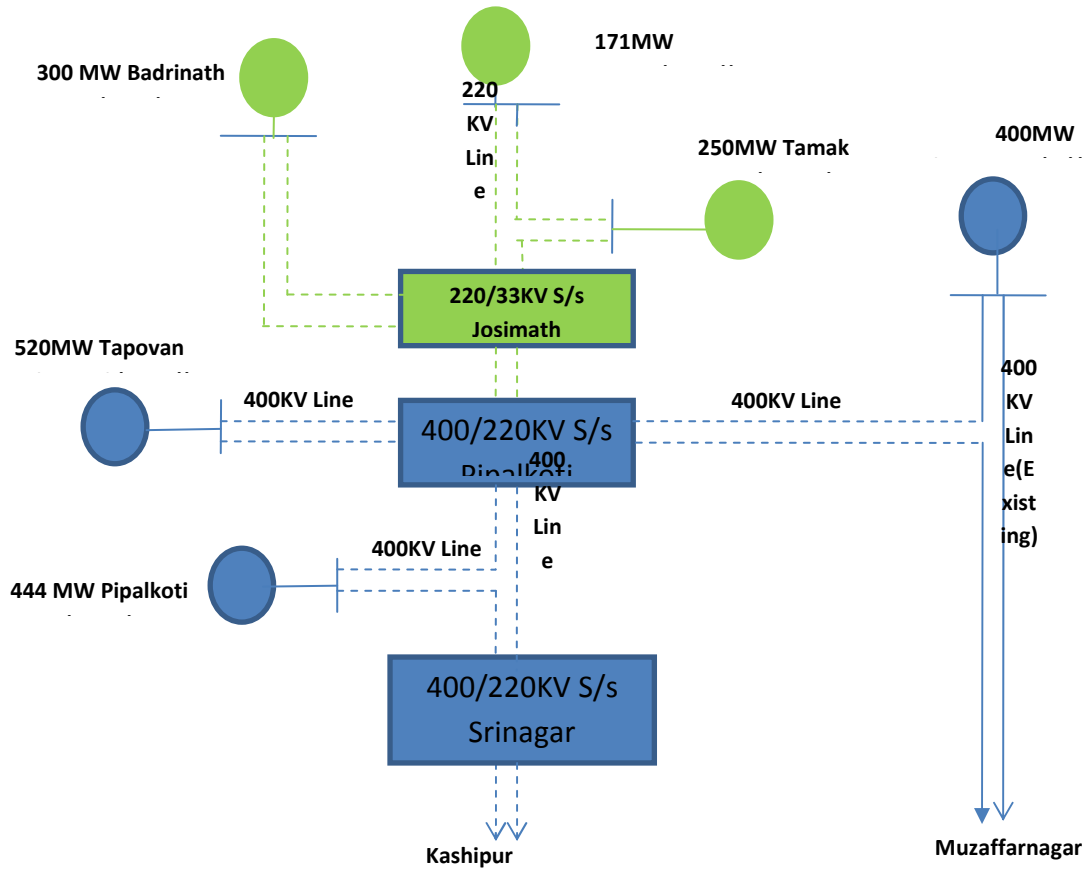 171MW
300 MW Badrinath
220
KV
Lin
e
400MW
250MW Tamak
220/33KV S/s
Josimath
520MW Tapovan
400KV Line
400/220KV S/s
Pipalkoti
400KV Line
400
KV
Lin
e(E
xist
ing)
400
KV
Lin
e
400KV Line
444 MW Pipalkoti
400/220KV S/s
Srinagar
Kashipur
Muzaffarnagar